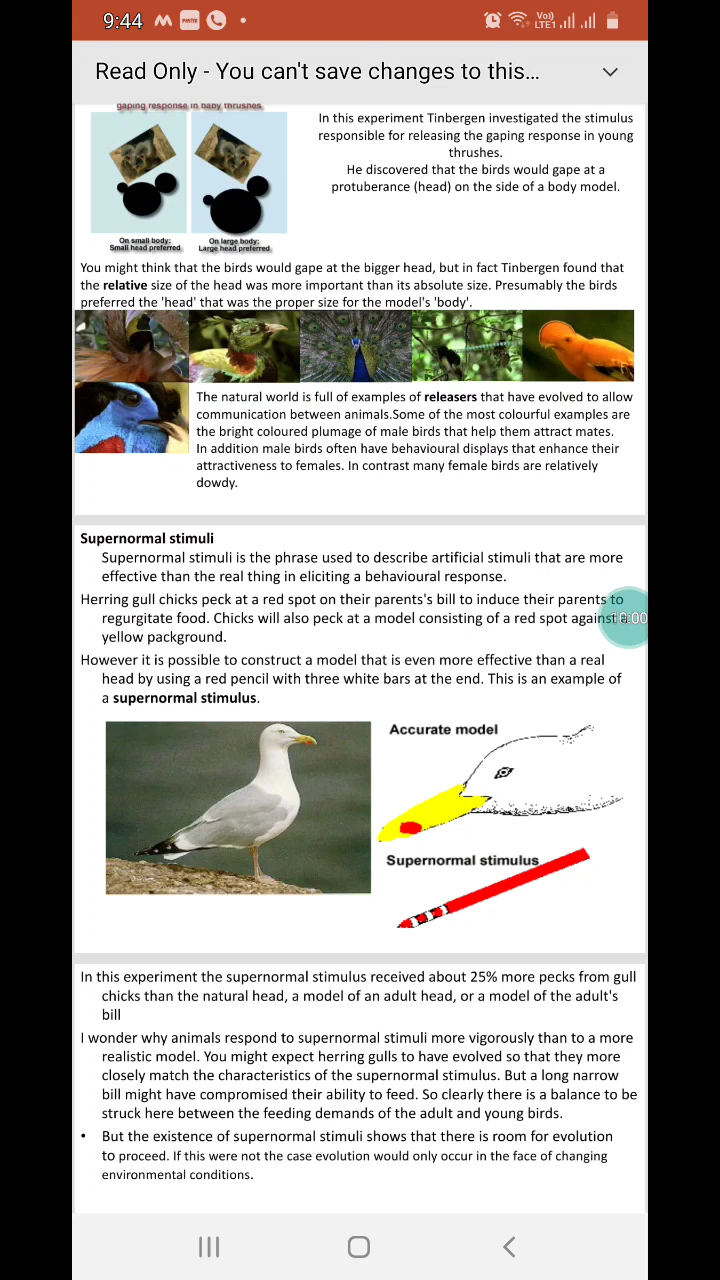 9:44
Vo))
LTE1
Read Only - You can't save changes to this...
gaping response in baby thrushes
In this experiment Tinbergen investigated the stimulus
responsible for releasing the gaping response in young
thrushes.
He discovered that the birds would gape at a
protuberance (head) on the side of a body model.
On small body:
Small head preferred
On large body:
Large head preferred
You might think that the birds would gape at the bigger head, but in fact Tinbergen found that
the relative size of the head was more important than its absolute size. Presumably the birds
preferred the 'head' that was the proper size for the model's 'body'.
The natural world is full of examples of releasers that have evolved to allow
communication between animals.Some of the most colourful examples are
the bright coloured plumage of male birds that help them attract mates.
In addition male birds often have behavioural displays that enhance their
attractiveness to females. In contrast many female birds are relatively
dowdy.
Supernormal stimuli
Supernormal stimuli is the phrase used to describe artificial stimuli that are more
effective than the real thing in eliciting a behavioural response.
Herring gull chicks peck at a red spot on their parents's bill to induce their parents to
regurgitate food. Chicks will also peck at a model consisting of a red spot against
yellow packground.
However it is possible to construct a model that is even more effective than a real
head by using a red pencil with three white bars at the end. This is an example of
a supernormal stimulus.
Accurate model
Supernormal stimulus
In this experiment the supernormal stimulus received about 25% more pecks from gull
chicks than the natural head, a model of an adult head, or a model of the adult's
bill
I wonder why animals respond to supernormal stimuli more vigorously than to a more
realistic model. You might expect herring gulls to have evolved so that they more
closely match the characteristics of the supernormal stimulus. But a long narrow
bill might have compromised their ability to feed. So clearly there is a balance to be
struck here between the feeding demands of the adult and young birds.
• But the existence of supernormal stimuli shows that there is room for evolution
to proceed. If this were not the case evolution would only occur in the face of changing
environmental conditions.